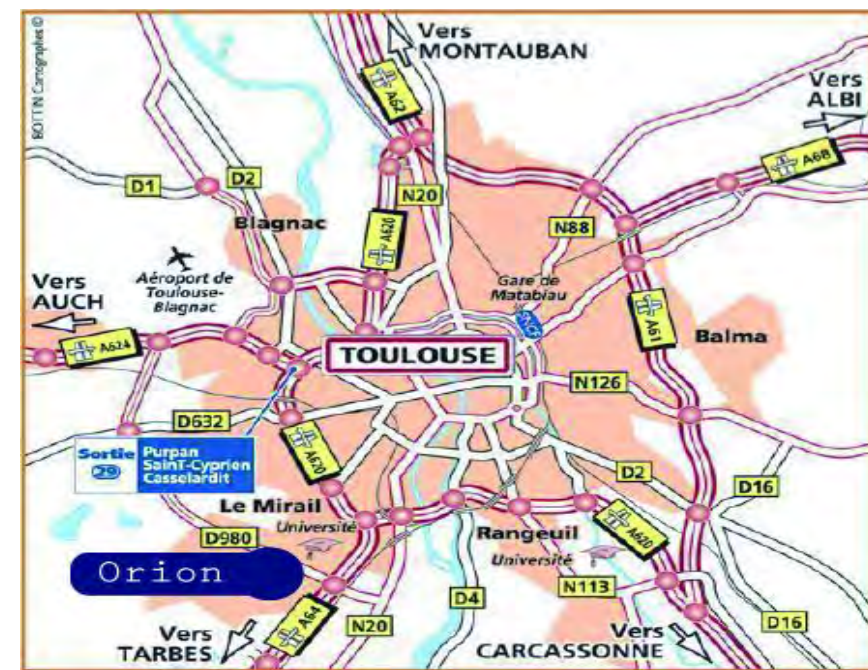 BOTTIN Cartographes ©
Vers
MONTAUBAN
Vers
ALBI
A62
A68
D1
D2
N20
N88
Blagnac
A620
Aéroport de
Toulouse-
Blagnac
Gare de
Matabiau
SNCF
Vers
AUCH
A624
TOULOUSE
A61
Balma
N126
D632
Sortie
29
Purpan
SainT-Cyprien
Casselardit
A620
D2
D16
Le Mirail
Université
Rangeuil
Université
A620
D980
Orion
D4
N113
A64
N20
D16
Vers
TARBES
Vers
CARCASSONNE